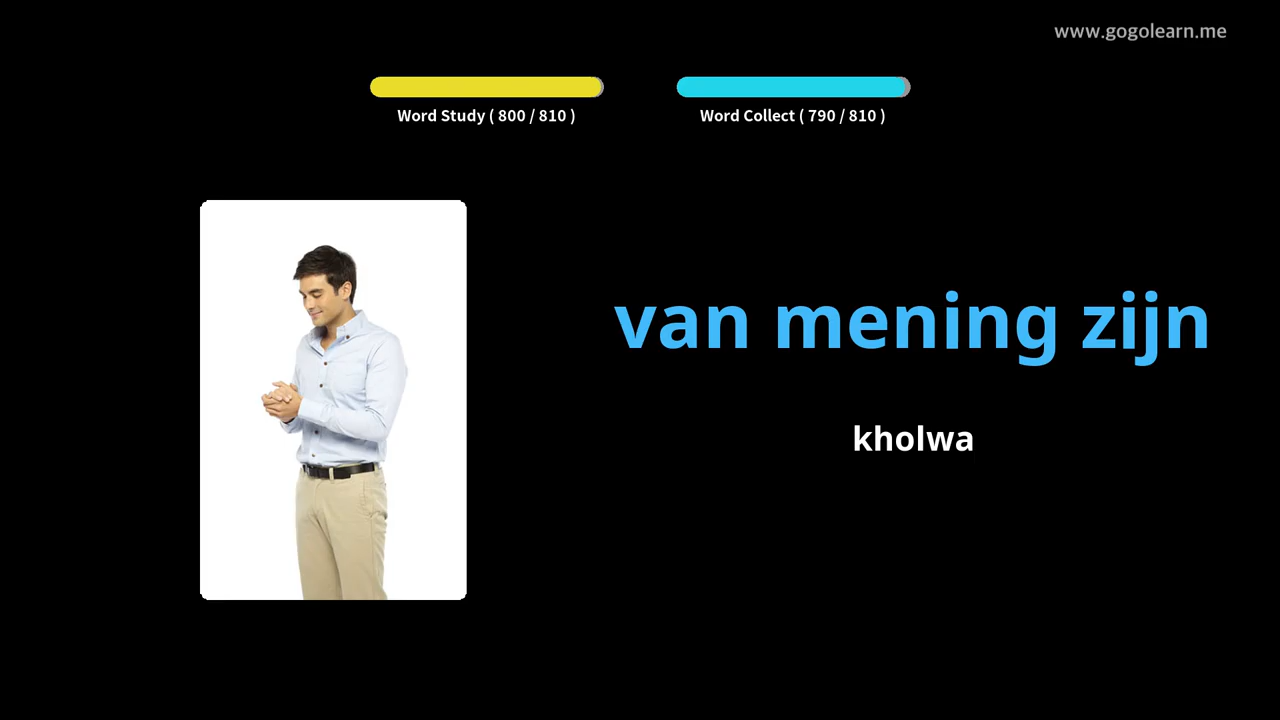 www.gogolearn.me
Word Study ( 800 / 810 )
Word Collect ( 790 / 810 )
van mening zijn
kholwa